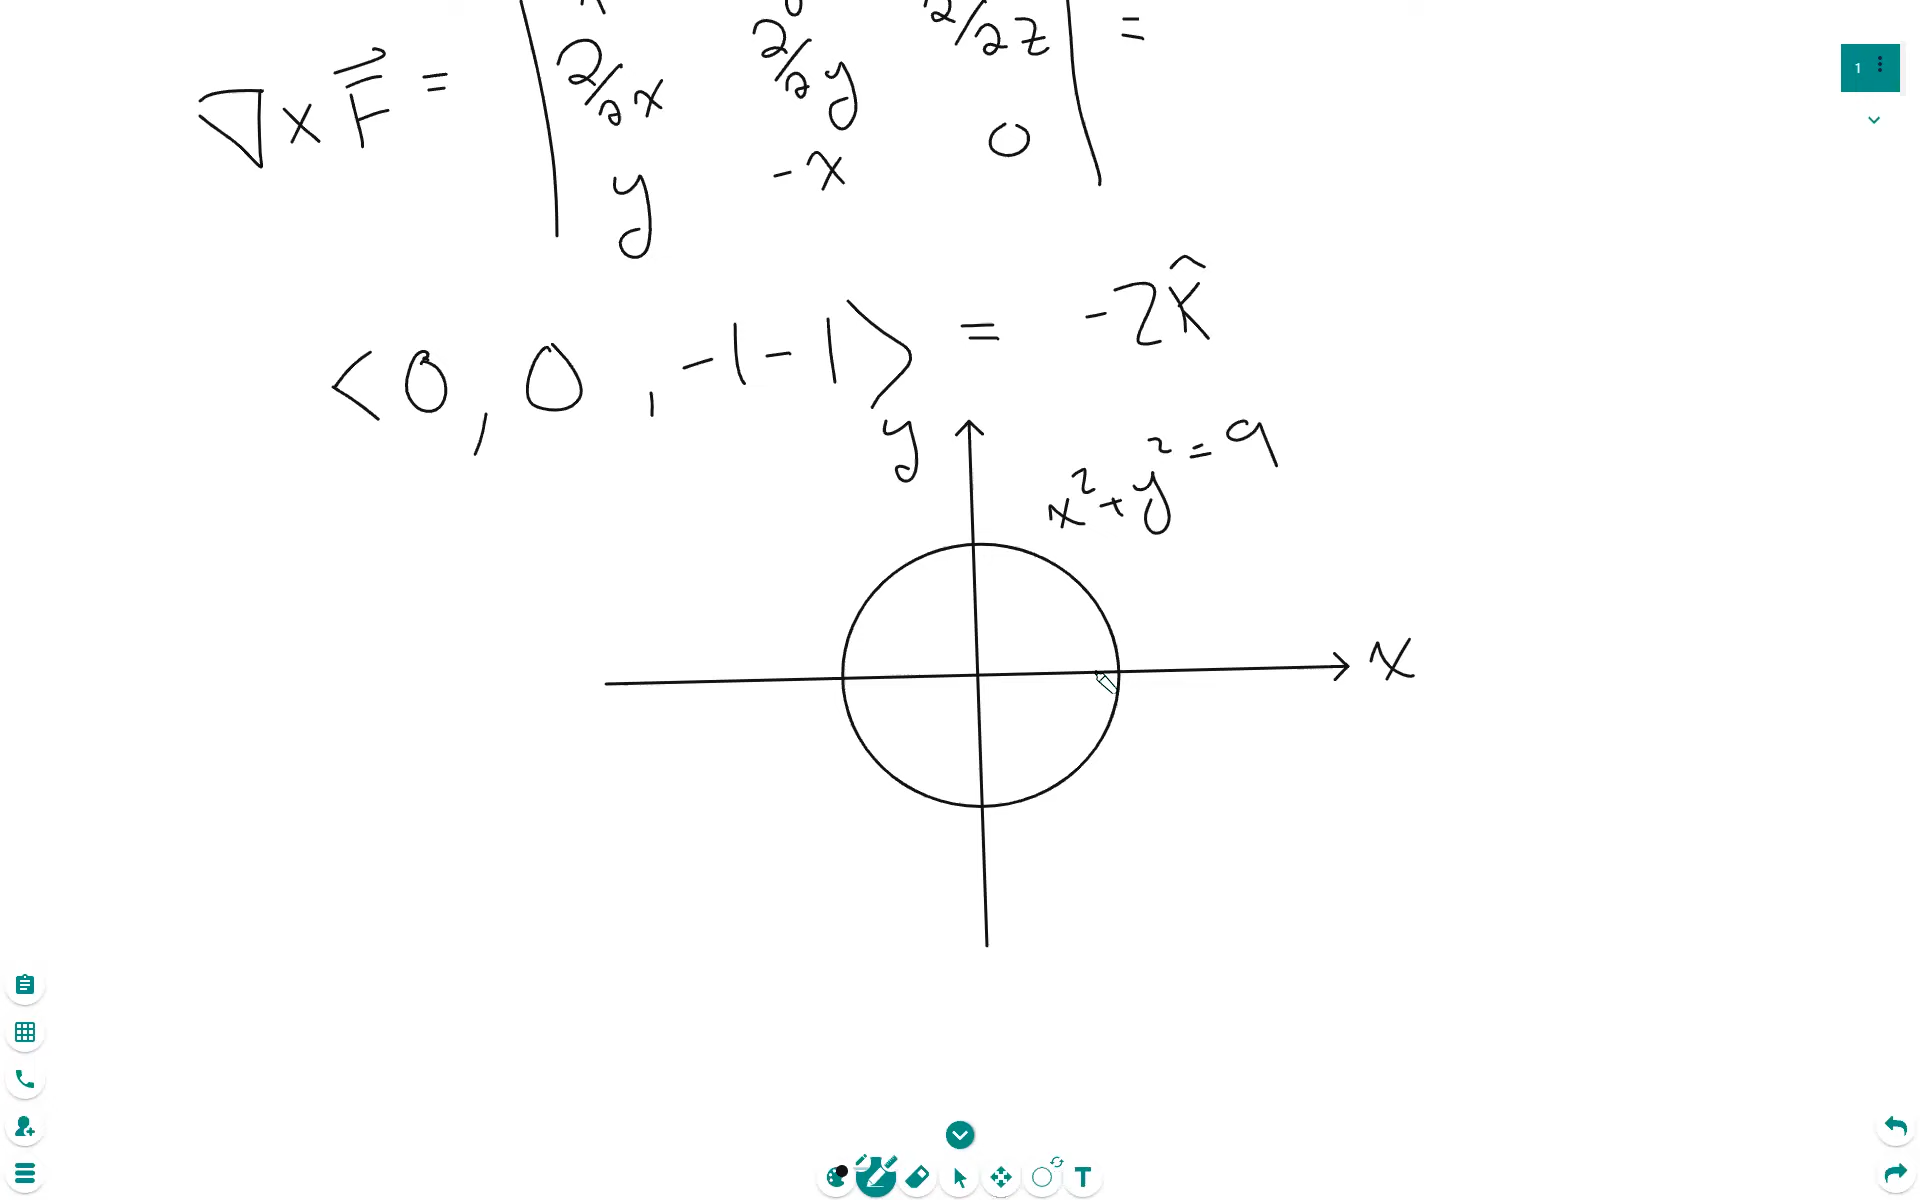 ∂/∂x ∂/∂y ∂/∂z
∇ × F⃗ = | | =
y -x 0
<0, 0, -1-1> = -2k̂
y
x² + y² = 9
x
1
T